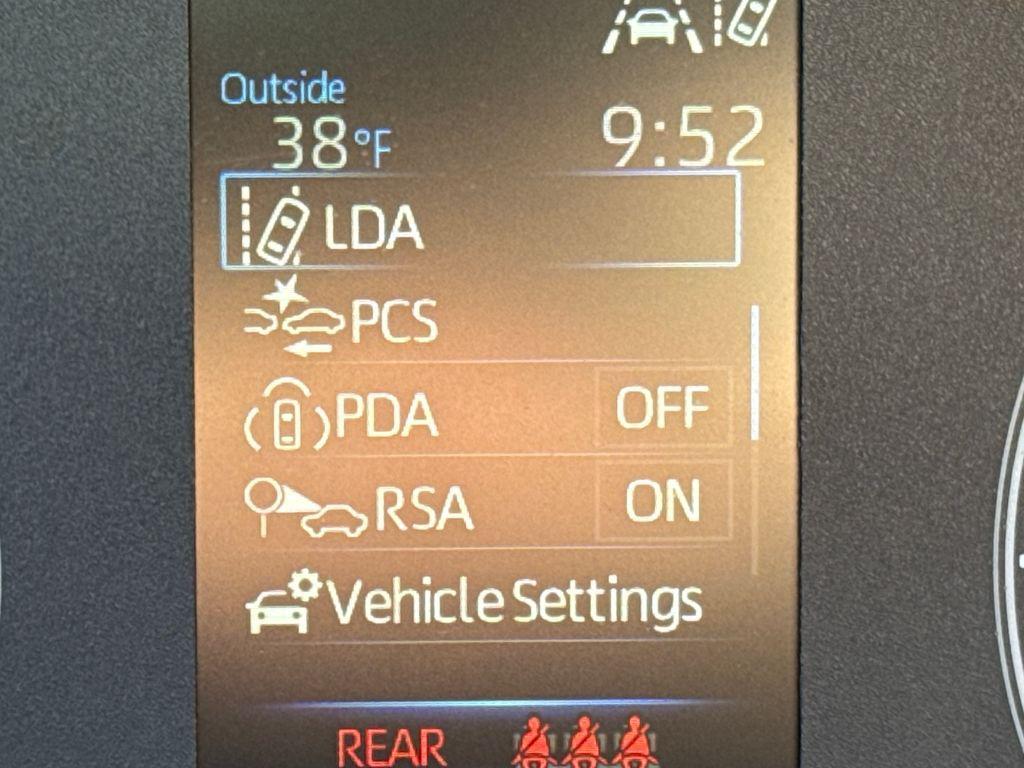 Outside
38°F 9:52
LDA
PCS
PDA OFF
RSA ON
Vehicle Settings
REAR